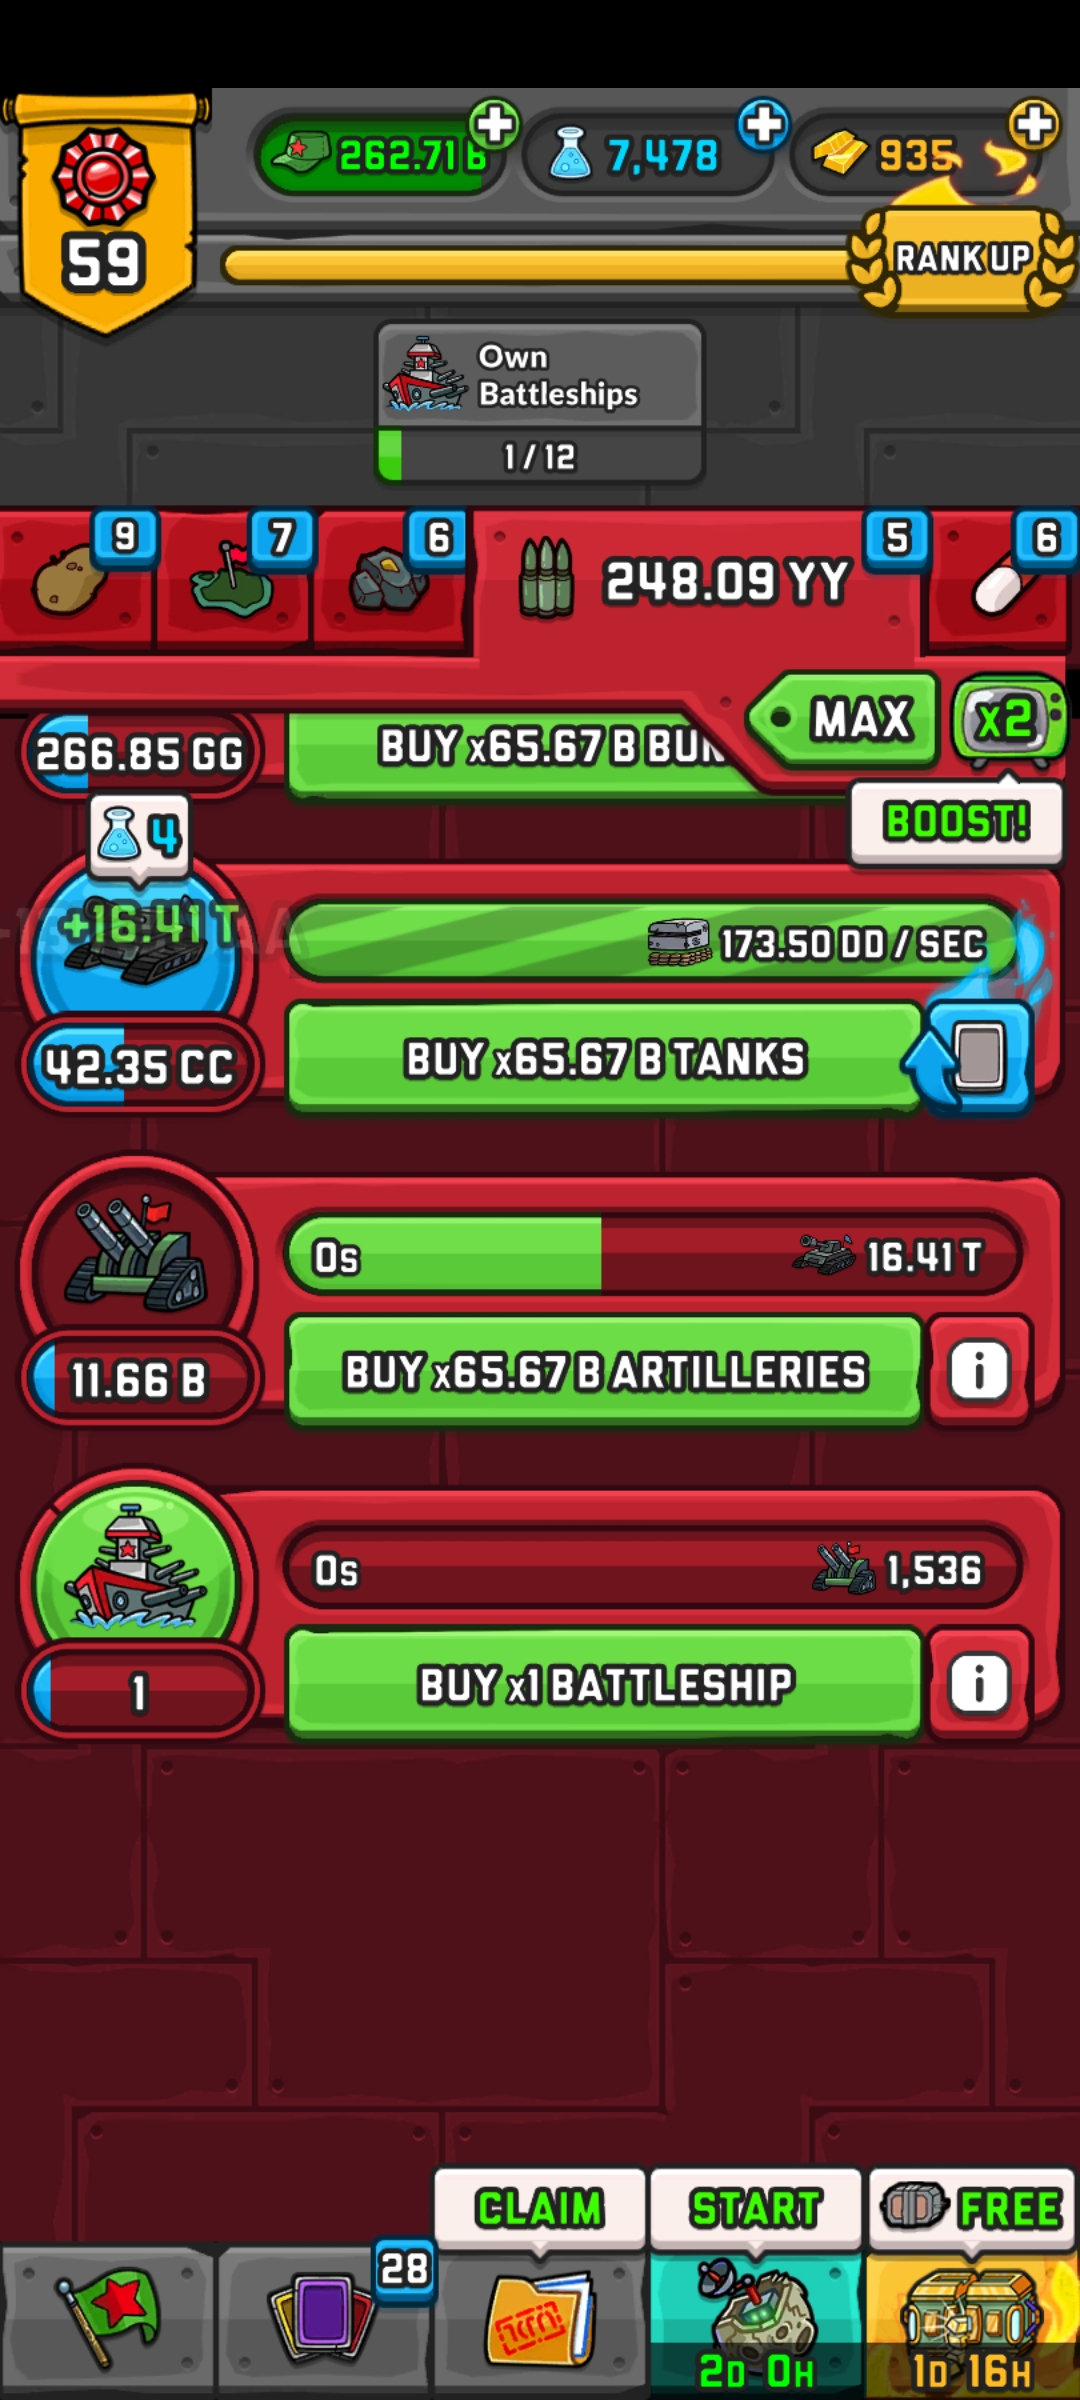 262.71 B
7,478
935
59
RANK UP
Own
Battleships
1 / 12
9
7
6
248.09 YY
5
6
MAX
x2
266.85 GG
BUY x65.67 B
BOOST!
4
+16.41 T
173.50 DD / SEC
42.35 CC
BUY x65.67 B TANKS
0s
16.41 T
11.66 B
BUY x65.67 B ARTILLERIES
i
0s
1,536
1
BUY x1 BATTLESHIP
i
CLAIM
START
FREE
28
2D 0H
1D 16H